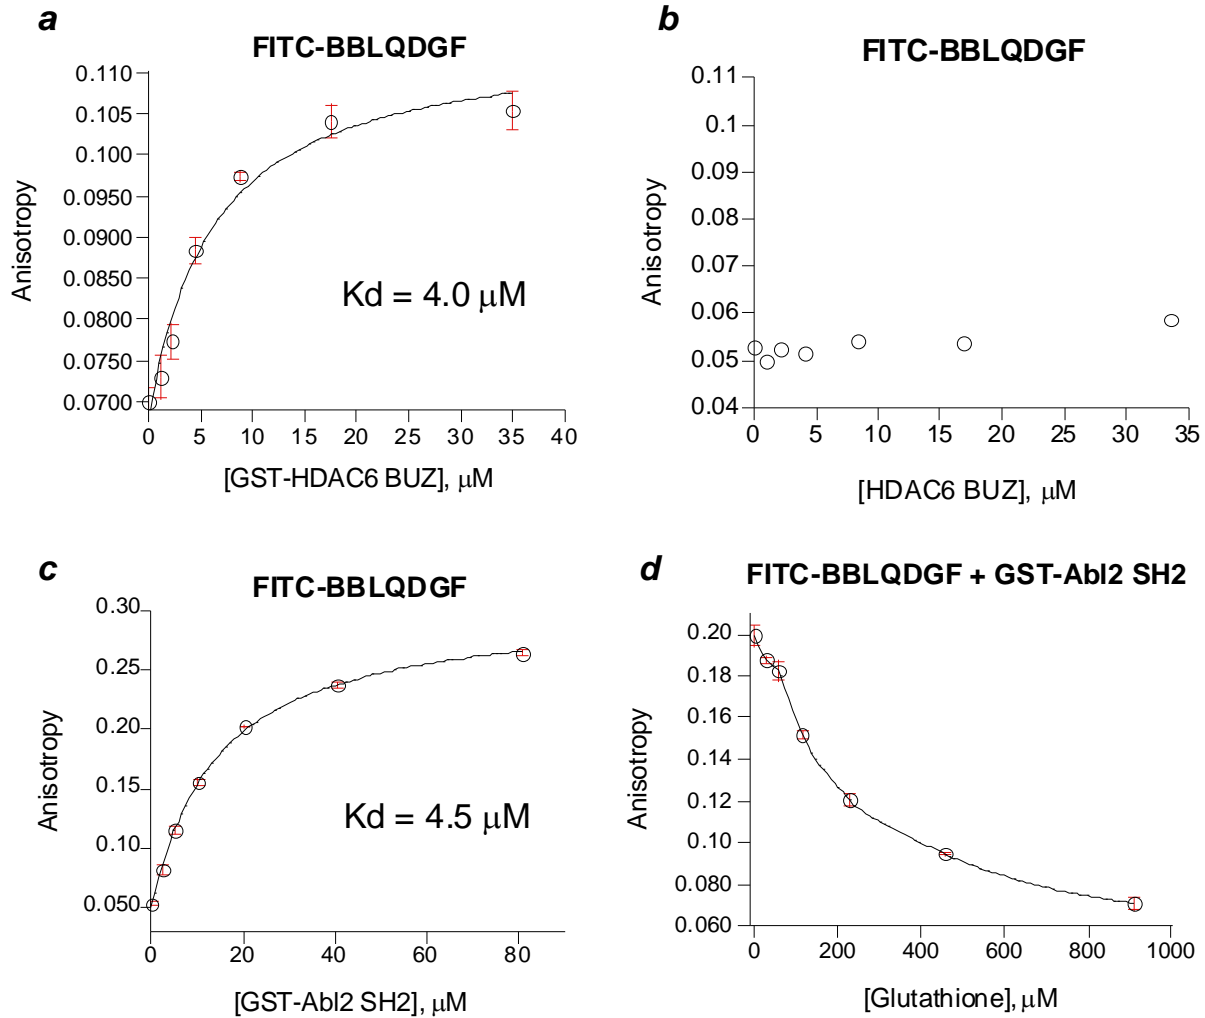 a
FITC-BBLQDGF
0.110
0.105
0.100
0.0950
0.0900
0.0850
0.0800
0.0750
0.0700
Anisotropy
Kd = 4.0 μM
0 5 10 15 20 25 30 35 40
[GST-HDAC6 BUZ], μM
b
FITC-BBLQDGF
0.11
0.1
0.09
0.08
0.07
0.06
0.05
0.04
Anisotropy
0 5 10 15 20 25 30 35
[HDAC6 BUZ], μM
c
FITC-BBLQDGF
0.30
0.25
0.20
0.15
0.10
0.050
Anisotropy
Kd = 4.5 μM
0 20 40 60 80
[GST-Abl2 SH2], μM
d
FITC-BBLQDGF + GST-Abl2 SH2
0.20
0.18
0.16
0.14
0.12
0.10
0.080
0.060
Anisotropy
0 200 400 600 800 1000
[Glutathione], μM